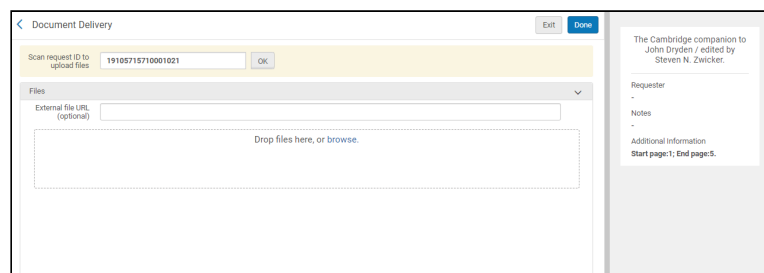 Document Delivery
Exit
Done
Scan request ID to
upload files
19105715710001021
OK
Files
External file URL
(optional)
Drop files here, or browse.
The Cambridge companion to
John Dryden / edited by
Steven N. Zwicker.
Requester
-
Notes
-
Additional Information
Start page:1; End page:5.